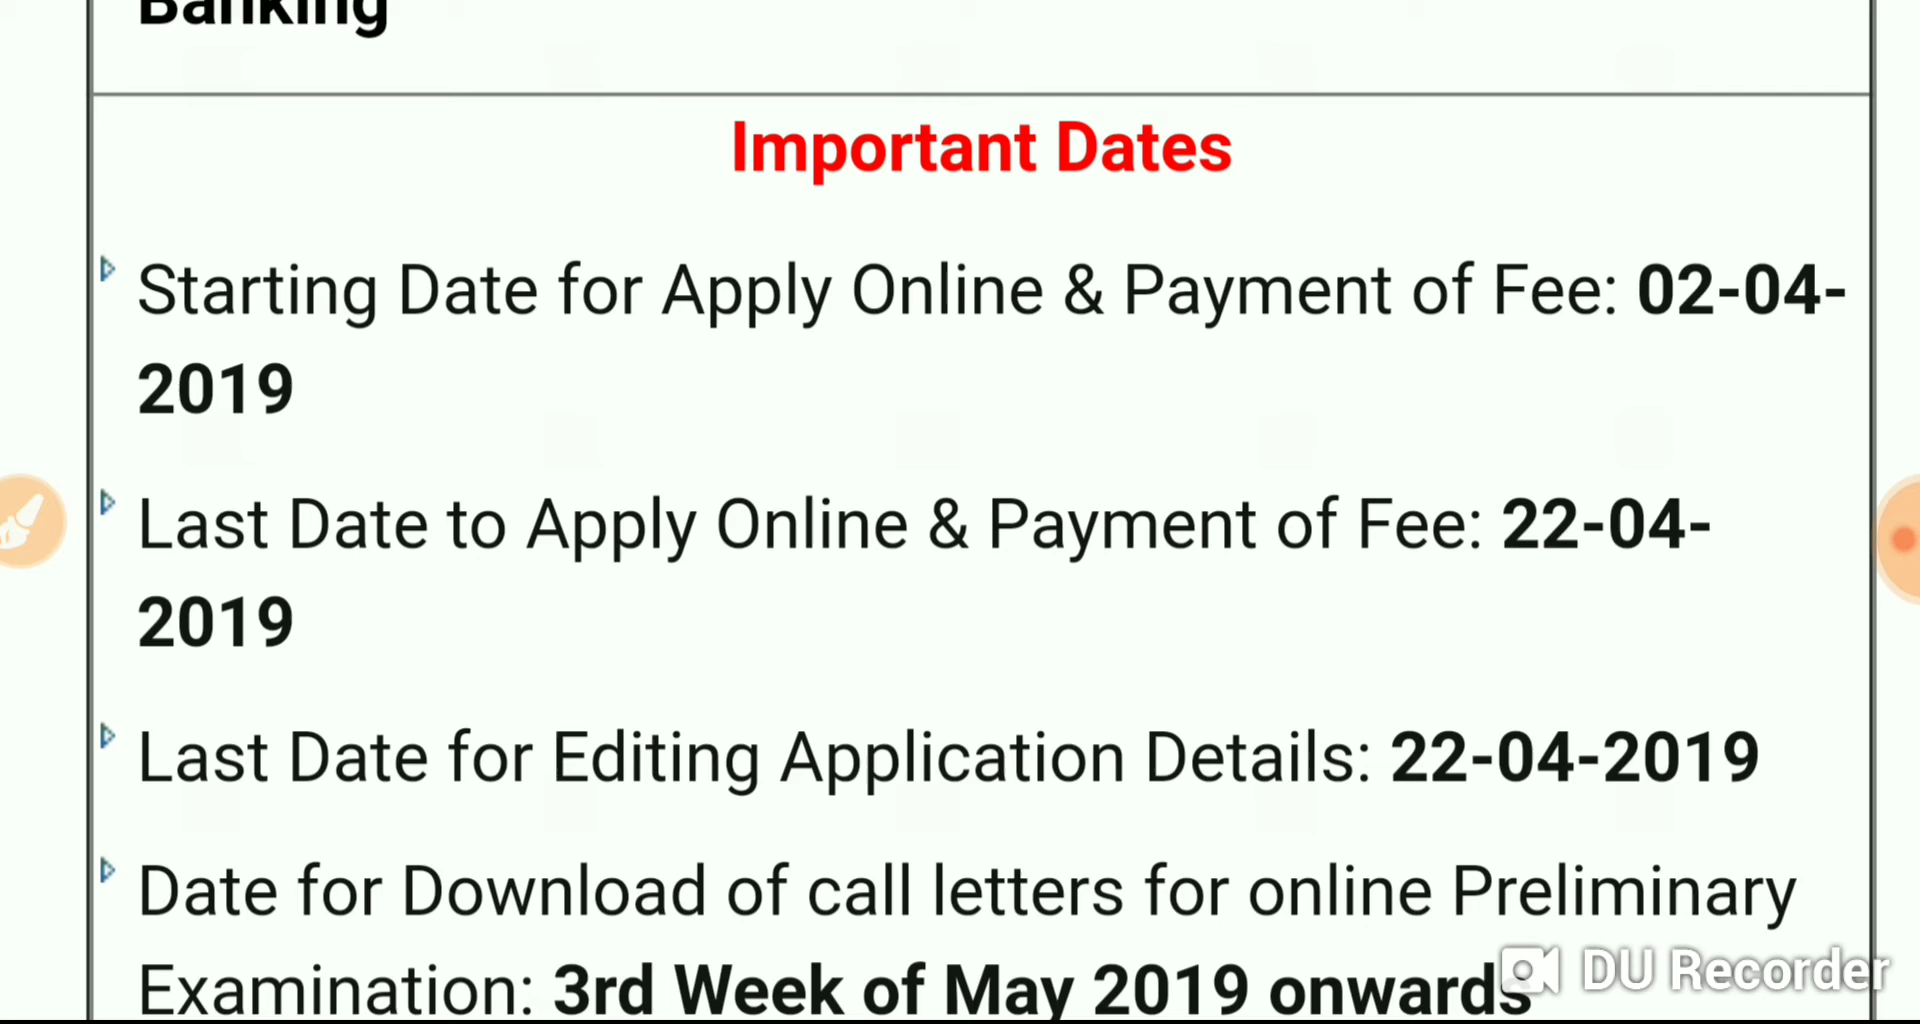 Banking
Important Dates
Starting Date for Apply Online & Payment of Fee: 02-04-
2019
Last Date to Apply Online & Payment of Fee: 22-04-
2019
Last Date for Editing Application Details: 22-04-2019
Date for Download of call letters for online Preliminary
Examination: 3rd Week of May 2019 onwards
DU Recorder